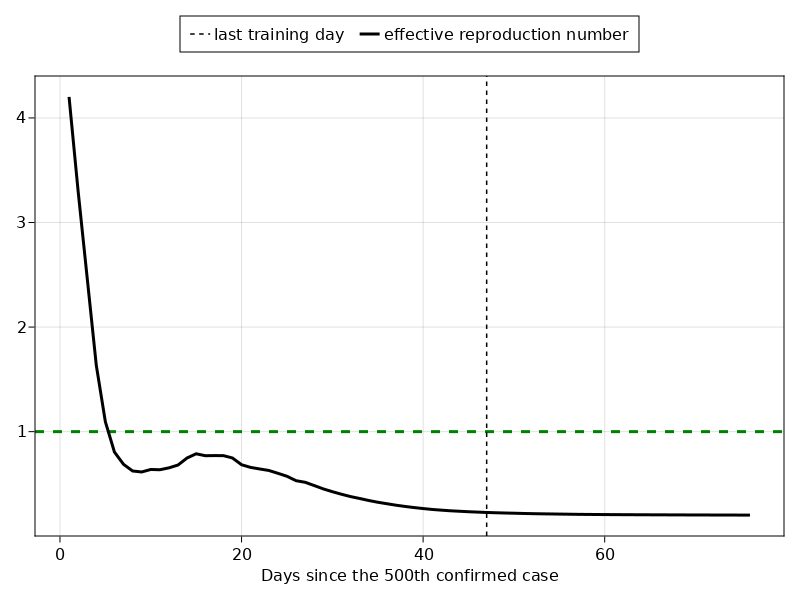 last training day effective reproduction number
4
3
2
1
0 20 40 60
Days since the 500th confirmed case